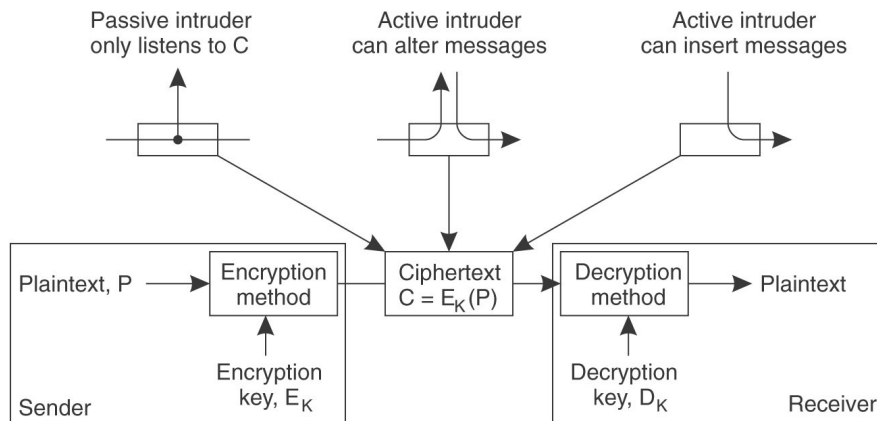 Passive intruder
only listens to C
Active intruder
can alter messages
Active intruder
can insert messages
Plaintext, P
Encryption
method
Ciphertext
C = E_K(P)
Decryption
method
Plaintext
Encryption
key, E_K
Decryption
key, D_K
Sender
Receiver